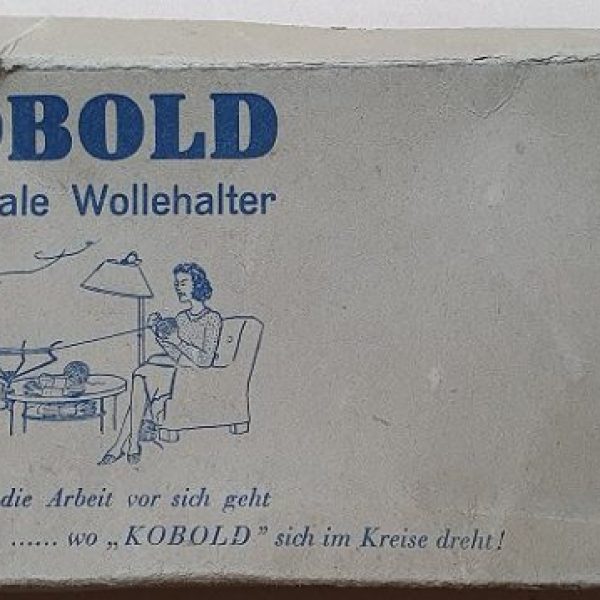 OBOLD
ale Wollehalter
die Arbeit vor sich geht
...... wo „KOBOLD” sich im Kreise dreht!